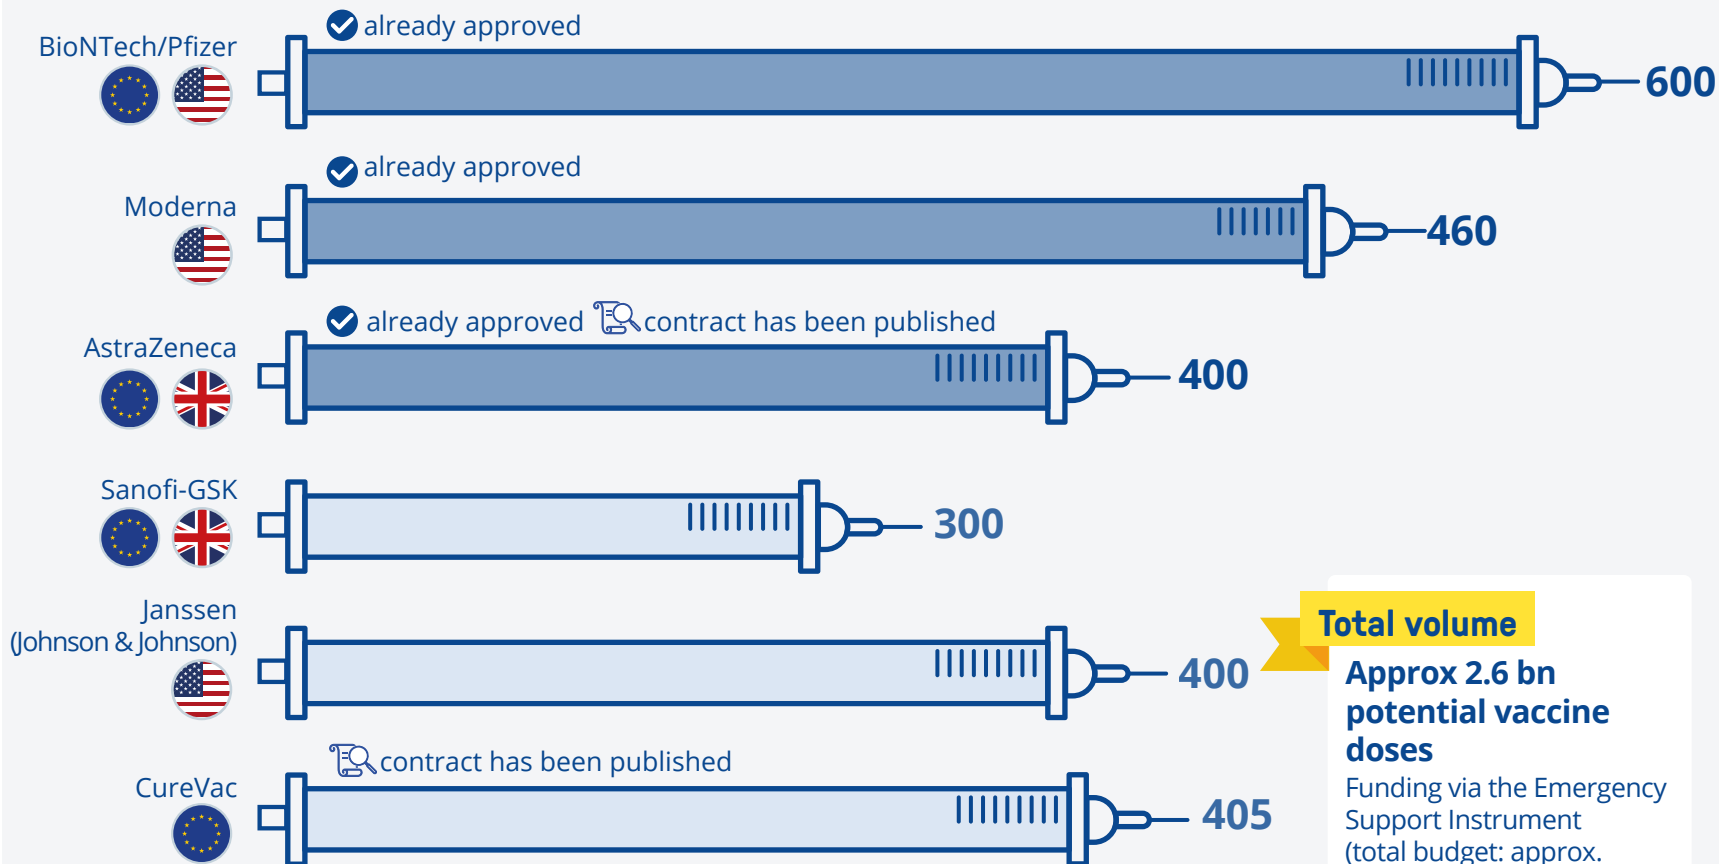 already approved
BioNTech/Pfizer
600
already approved
Moderna
460
already approved contract has been published
AstraZeneca
400
Sanofi-GSK
300
Janssen
(Johnson & Johnson)
400
contract has been published
CureVac
405
Total volume
Approx 2.6 bn
potential vaccine
doses
Funding via the Emergency
Support Instrument
(total budget: approx.